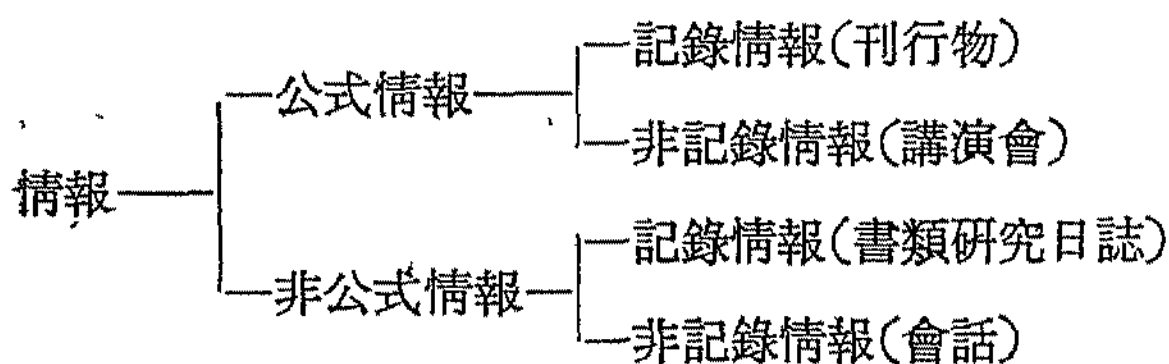 記錄情報(刊行物)
公式情報
非記錄情報(講演會)
情報
記錄情報(書類硏究日誌)
非公式情報
非記錄情報(會話)